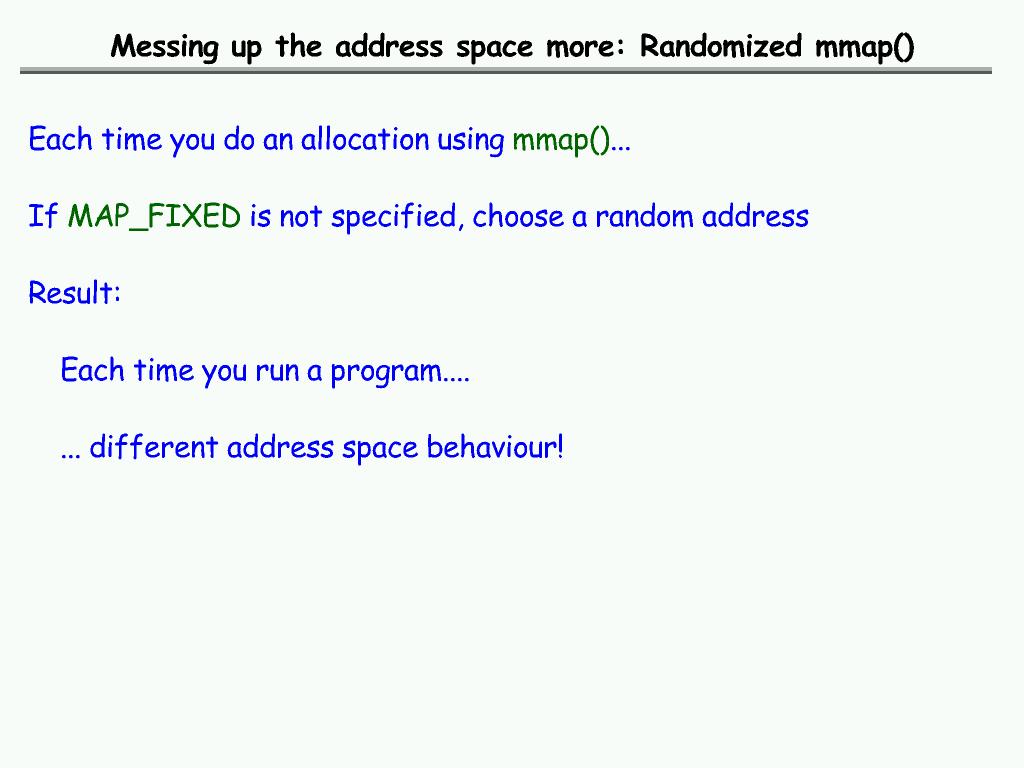 Messing up the address space more: Randomized mmap()
Each time you do an allocation using mmap()...
If MAP_FIXED is not specified, choose a random address
Result:
Each time you run a program....
... different address space behaviour!